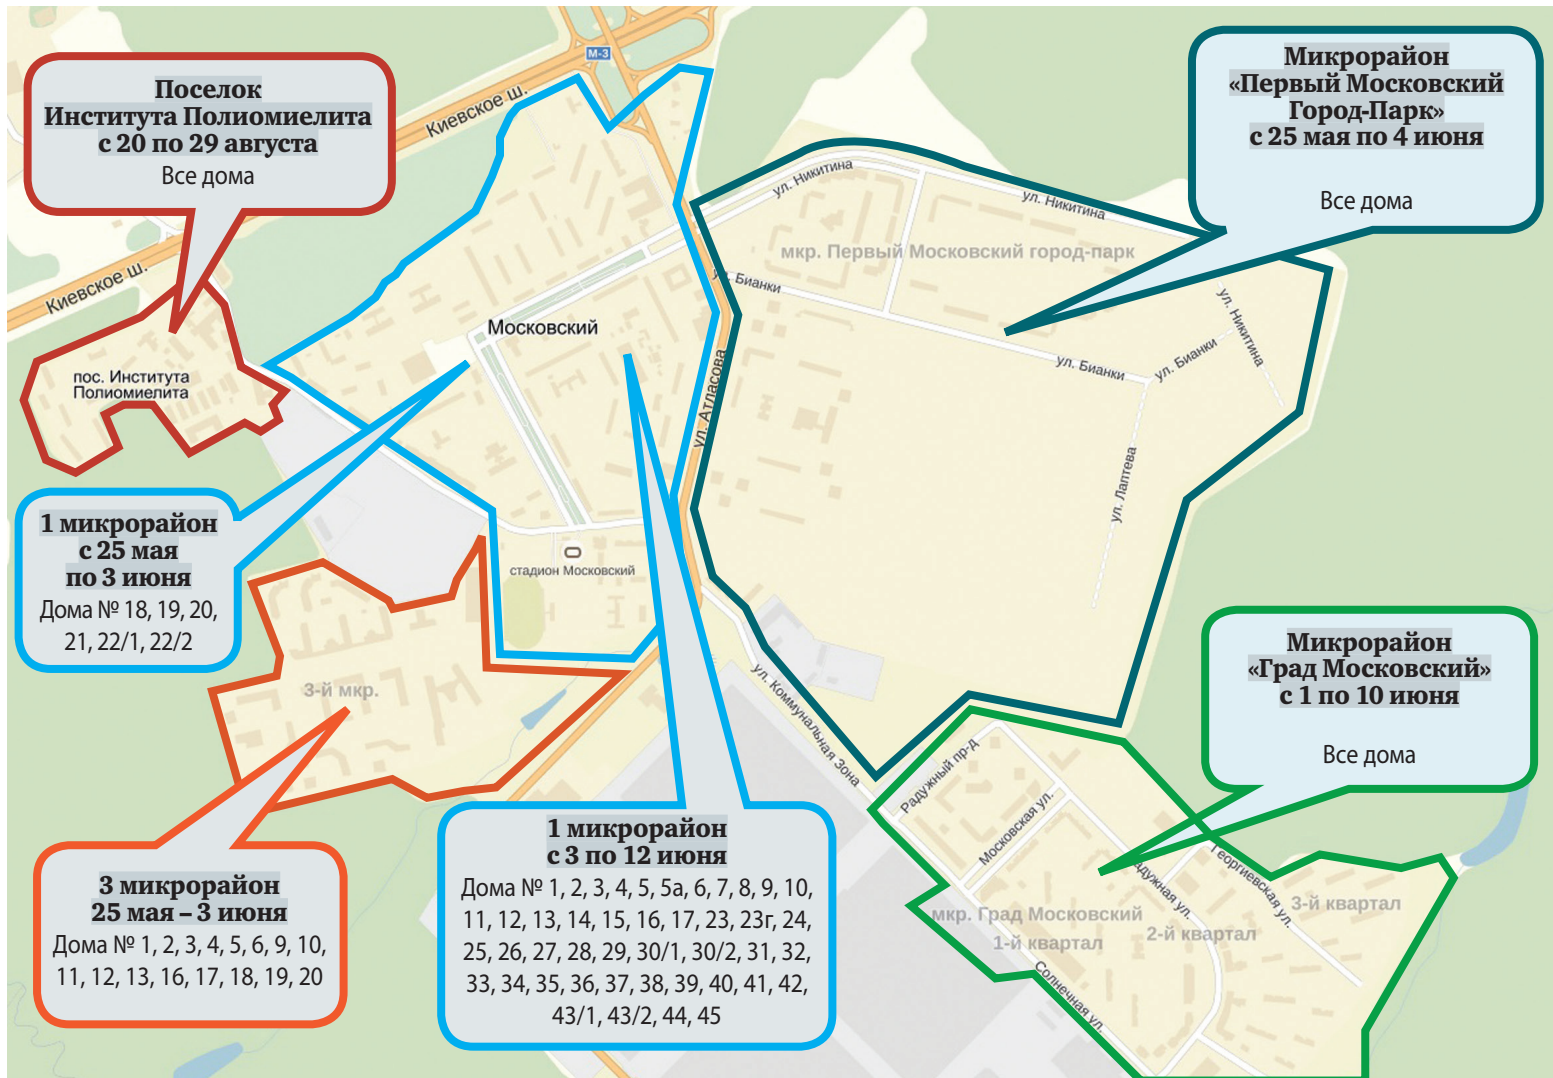 М-3
Киевское ш.
Поселок
Института Полиомиелита
с 20 по 29 августа
Все дома
Микрорайон
«Первый Московский
Город-Парк»
с 25 мая по 4 июня
Все дома
ул. Никитина
ул. Никитина
мкр. Первый Московский город-парк
Киевское ш.
ул. Бианки
ул. Никитина
Московский
ул. Бианки
ул. Бианки
пос. Института
Полиомиелита
ул. Атласова
ул. Лаптева
1 микрорайон
с 25 мая
по 3 июня
Дома № 18, 19, 20,
21, 22/1, 22/2
стадион Московский
3-й мкр.
ул. Коммунальная Зона
Микрорайон
«Град Московский»
с 1 по 10 июня
Все дома
Радужный пр-д
Московская ул.
Георгиевская ул.
мкр. Град Московский
1-й квартал
2-й квартал
3-й квартал
Солнечная ул.
3 микрорайон
25 мая – 3 июня
Дома № 1, 2, 3, 4, 5, 6, 9, 10,
11, 12, 13, 16, 17, 18, 19, 20
1 микрорайон
с 3 по 12 июня
Дома № 1, 2, 3, 4, 5, 5а, 6, 7, 8, 9, 10,
11, 12, 13, 14, 15, 16, 17, 23, 23г, 24,
25, 26, 27, 28, 29, 30/1, 30/2, 31, 32,
33, 34, 35, 36, 37, 38, 39, 40, 41, 42,
43/1, 43/2, 44, 45